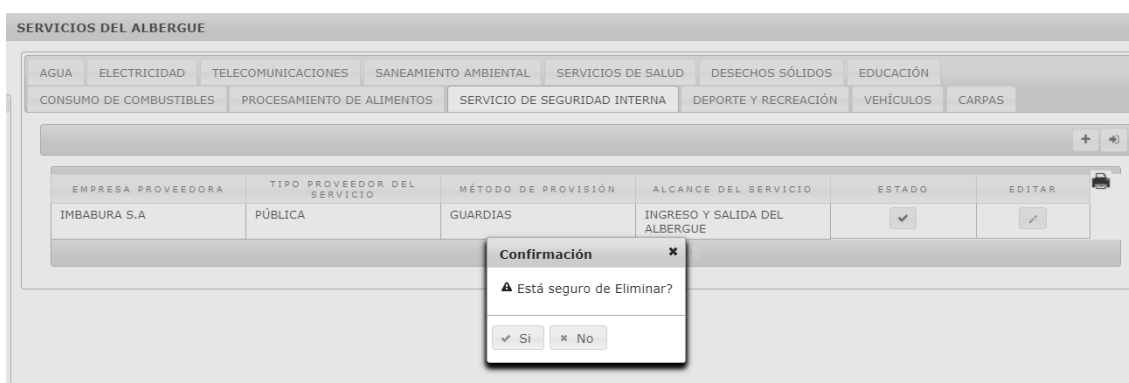 SERVICIOS DEL ALBERGUE
AGUA ELECTRICIDAD TELECOMUNICACIONES SANEAMIENTO AMBIENTAL SERVICIOS DE SALUD DESECHOS SÓLIDOS EDUCACIÓN
CONSUMO DE COMBUSTIBLES PROCESAMIENTO DE ALIMENTOS SERVICIO DE SEGURIDAD INTERNA DEPORTE Y RECREACIÓN VEHÍCULOS CARPAS
EMPRESA PROVEEDORA TIPO PROVEEDOR DEL SERVICIO MÉTODO DE PROVISIÓN ALCANCE DEL SERVICIO ESTADO EDITAR
IMBABURA S.A PÚBLICA GUARDIAS INGRESO Y SALIDA DEL ALBERGUE
Confirmación
Está seguro de Eliminar?
Si No